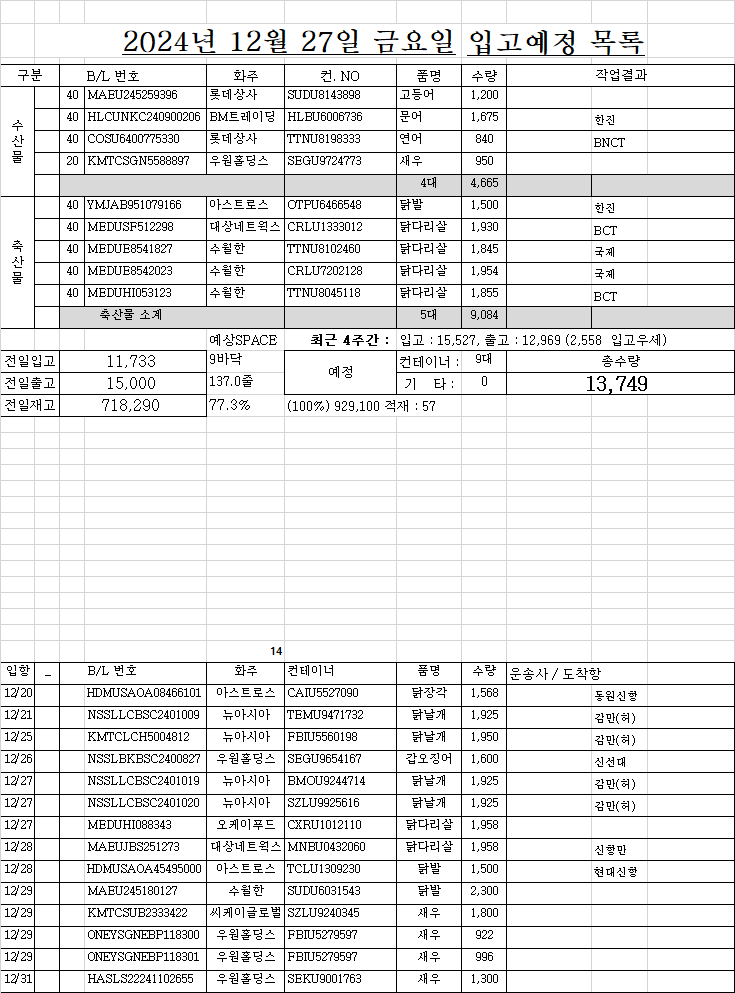 2024년 12월 27일 금요일 입고예정 목록
구분 B/L 번호 화주 컨. NO 품명 수량 작업결과
수산물
40 MAEU245259396 롯데상사 SUDU8143898 고등어 1,200
40 HLCUNKC240900206 BM트레이딩 HLBU6006736 문어 1,675 한진
40 COSU6400775330 롯데상사 TTNU8198333 연어 840 BNCT
20 KMTCSGN5588897 우원홀딩스 SEGU9724773 새우 950
4대 4,665
축산물
40 YMJAB951079166 아스트로스 OTPU6466548 닭발 1,500 한진
40 MEDUSF512298 대상네트웍스 CRLU1333012 닭다리살 1,930 BCT
40 MEDUE8541827 수월한 TTNU8102460 닭다리살 1,845 국제
40 MEDUE8542023 수월한 CRLU7202128 닭다리살 1,954 국제
40 MEDUHI053123 수월한 TTNU8045118 닭다리살 1,855 BCT
축산물 소계 5대 9,084
예상SPACE 최근 4주간 : 입고 : 15,527, 출고 : 12,969 (2,558 입고우세)
전일입고 11,733 9바닥 예정 컨테이너 : 9대 총수량
전일출고 15,000 137.0줄 기 타 : 0 13,749
전일재고 718,290 77.3% (100%) 929,100 적재 : 57
14
입항 _ B/L 번호 화주 컨테이너 품명 수량 운송사 / 도착항
12/20 HDMUSAOA08466101 아스트로스 CAIU5527090 닭장각 1,568 동원신항
12/21 NSSLLCBSC2401009 뉴아시아 TEMU9471732 닭날개 1,925 감만(허)
12/25 KMTCLCH5004812 뉴아시아 FBIU5560198 닭날개 1,950 감만(허)
12/26 NSSLBKBSC2400827 우원홀딩스 SEGU9654167 갑오징어 1,600 신선대
12/27 NSSLLCBSC2401019 뉴아시아 BMOU9244714 닭날개 1,925 감만(허)
12/27 NSSLLCBSC2401020 뉴아시아 SZLU9925616 닭날개 1,925 감만(허)
12/27 MEDUHI088343 오케이푸드 CXRU1012110 닭다리살 1,958
12/28 MAEUJBS251273 대상네트웍스 MNBU0432060 닭다리살 1,958 신항만
12/28 HDMUSAOA45495000 아스트로스 TCLU1309230 닭발 1,500 현대신항
12/29 MAEU245180127 수월한 SUDU6031543 닭발 2,300
12/29 KMTCSUB2333422 씨케이글로벌 SZLU9240345 새우 1,800
12/29 ONEYSGNEBP118300 우원홀딩스 FBIU5279597 새우 922
12/29 ONEYSGNEBP118301 우원홀딩스 FBIU5279597 새우 996
12/31 HASLS22241102655 우원홀딩스 SEKU9001763 새우 1,300